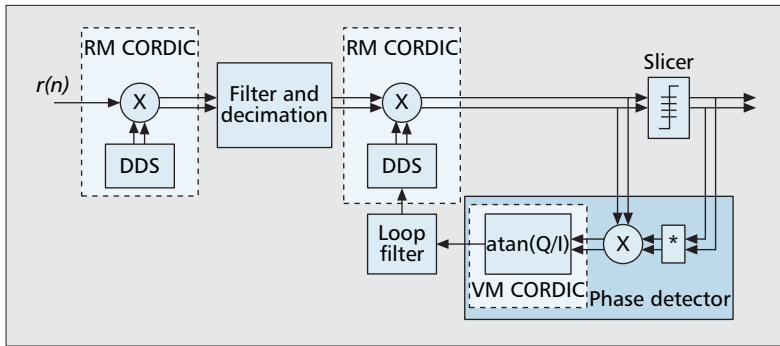 RM CORDIC
RM CORDIC
Slicer
r(n)
X
Filter and
decimation
X
DDS
DDS
Loop
filter
atan(Q/I)
X
*
VM CORDIC
Phase detector